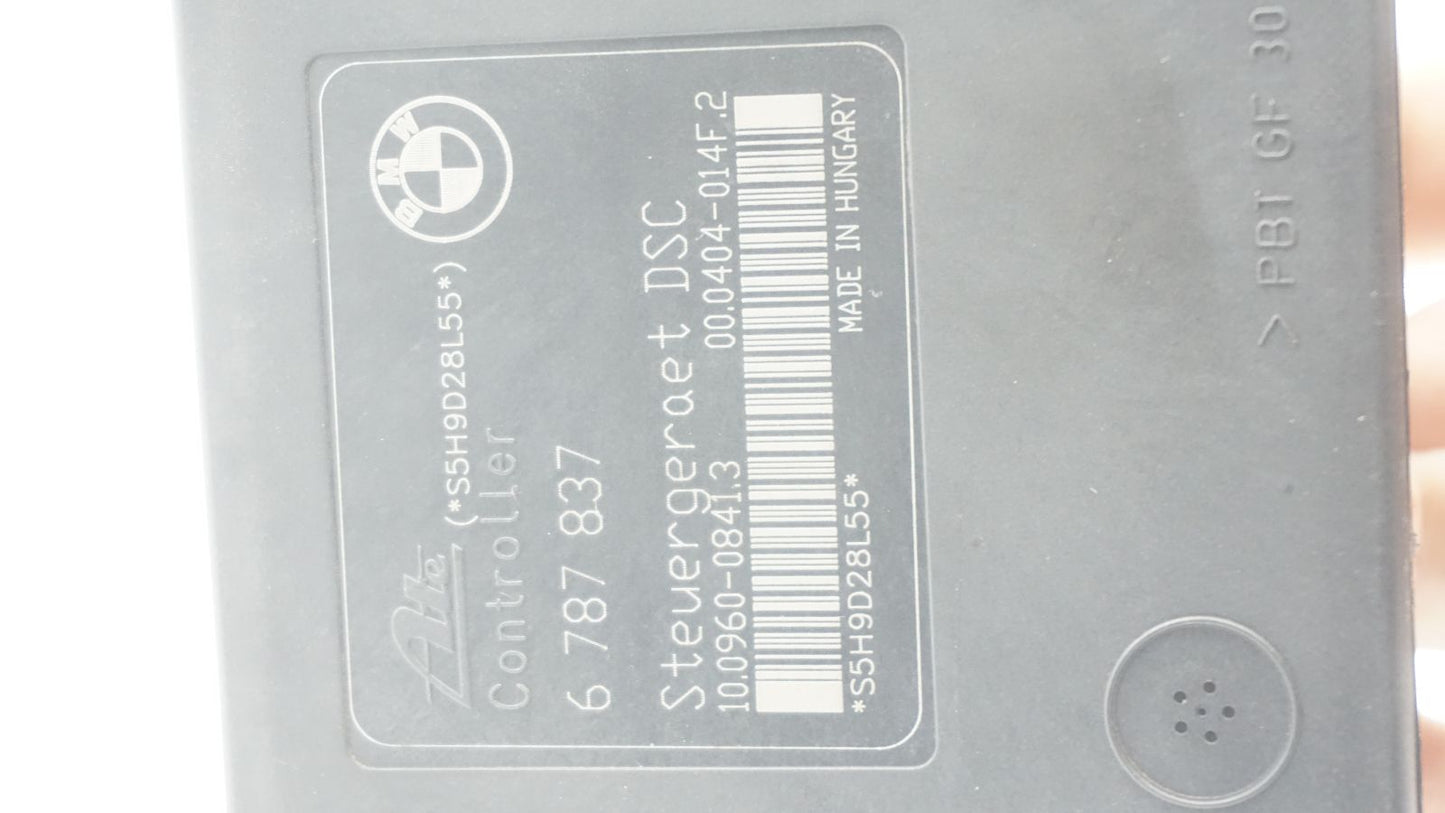 BMW
Ate (*S5H9D28L55*)
Controller
6 787 837
Steuergeraet DSC
10.0960-0841.3 00.0404-014F.2
*S5H9D28L55* MADE IN HUNGARY
> PBT GF 30